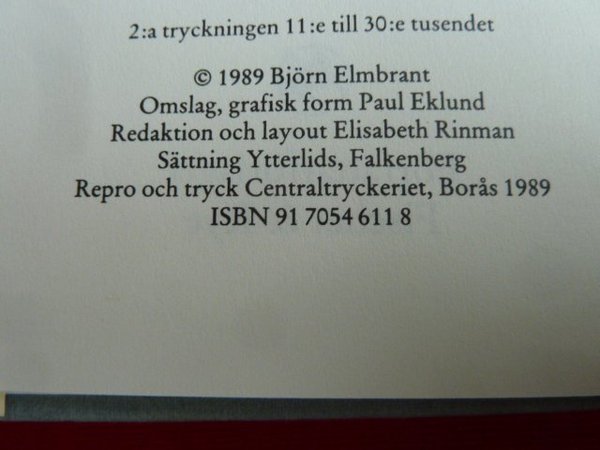 2:a tryckningen 11:e till 30:e tusendet
© 1989 Björn Elmbrant
Omslag, grafisk form Paul Eklund
Redaktion och layout Elisabeth Rinman
Sättning Ytterlids, Falkenberg
Repro och tryck Centraltryckeriet, Borås 1989
ISBN 91 7054 611 8